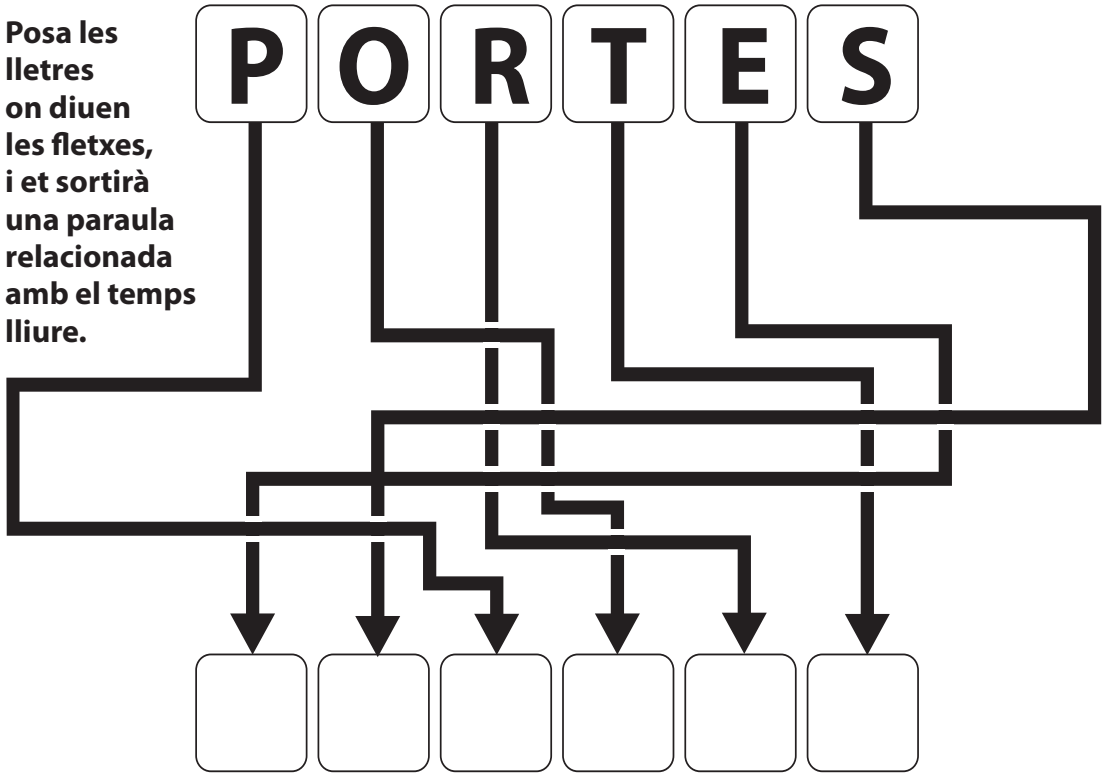 Posa les
lletres
on diuen
les fletxes,
i et sortirà
una paraula
relacionada
amb el temps
lliure.
P O R T E S